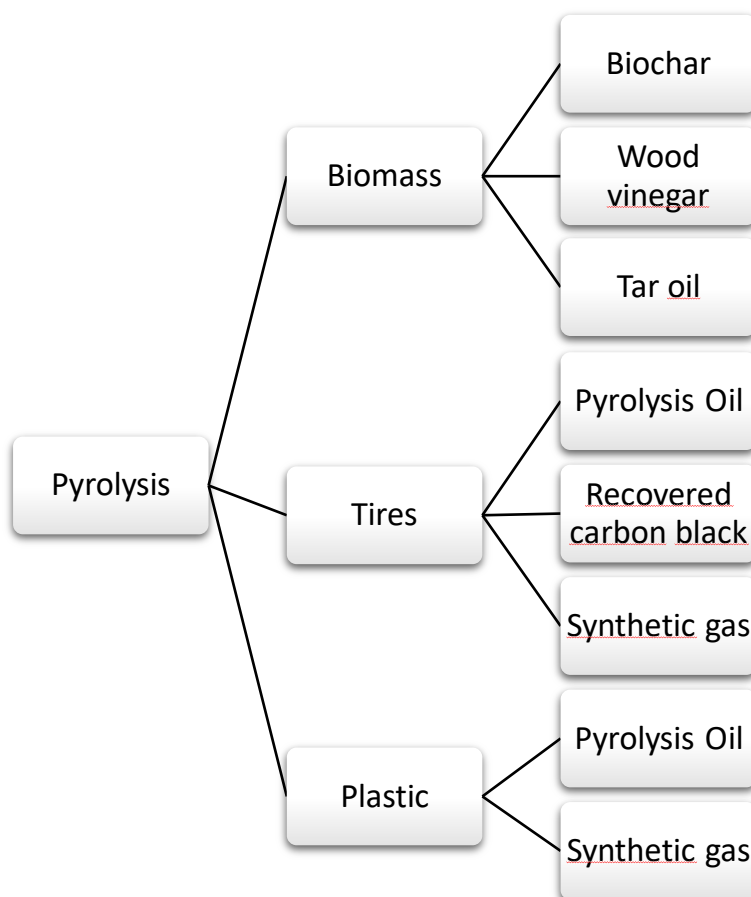 Pyrolysis
Biomass
Biochar
Wood
vinegar
Tar oil
Tires
Pyrolysis Oil
Recovered
carbon black
Synthetic gas
Plastic
Pyrolysis Oil
Synthetic gas